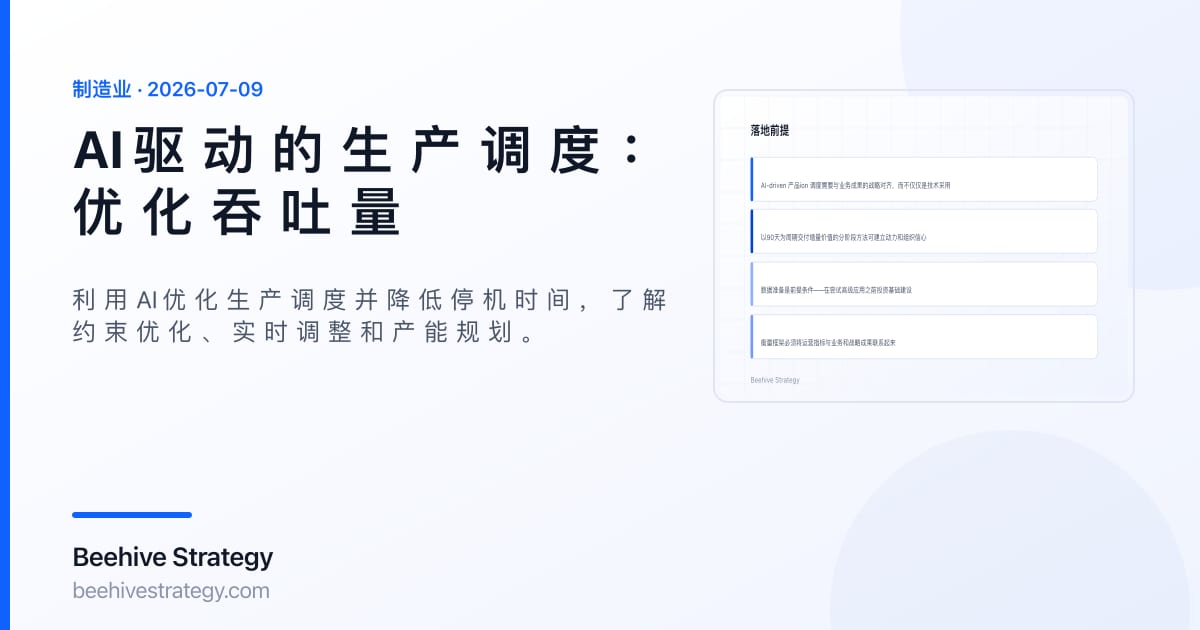 制造业 · 2026-07-09
AI驱动的生产调度：
优化吞吐量
利用AI优化生产调度并降低停机时间，了解
约束优化、实时调整和产能规划。
Beehive Strategy
beehivestrategy.com
落地前提
AI-driven 产品ion 调度需要与业务成果的战略对齐，而不仅仅是技术采用
以90天为周期交付增量价值的分阶段方法可建立动力和组织信心
数据准备是前提条件——在尝试高级应用之前投资基础建设
衡量框架必须将运营指标与业务和战略成果联系起来
Beehive Strategy